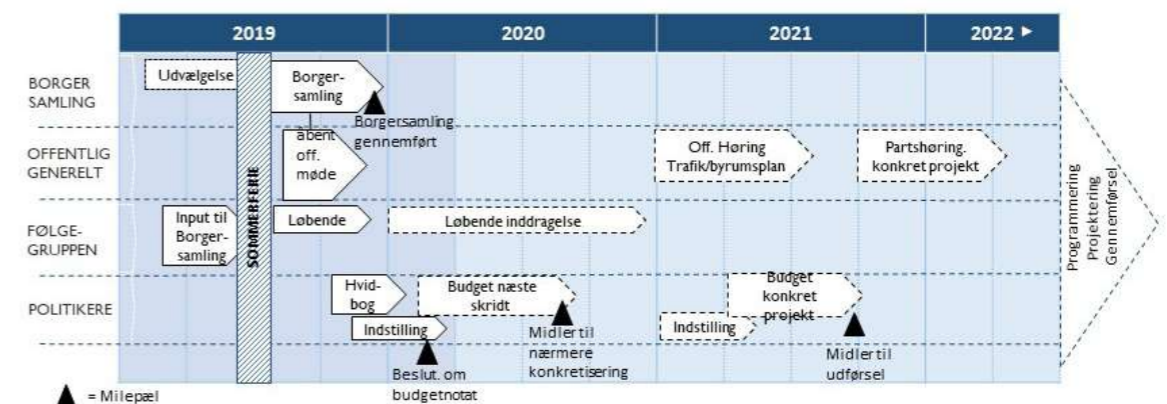 2019 2020 2021 2022 ►
BORGER
SAMLING
Udvælgelse
Borger-
samling
Borgersamling
gennemført
SOMMERFERIE
OFFENTLIG
GENERELT
åbent
off.
møde
Off. Høring
Trafik/byrumsplan
Partshøring.
konkret projekt
FØLGE-
GRUPPEN
Input til
Borger-
samling
Løbende
Løbende inddragelse
POLITIKERE
Hvid-
bog
Indstilling
Beslut. om
budgetnotat
Budget næste
skridt
Midler til
nærmere
konkretisering
Indstilling
Budget
konkret
projekt
Midler til
udførsel
Programmering
Projektering
Gennemførsel
= Milepæl